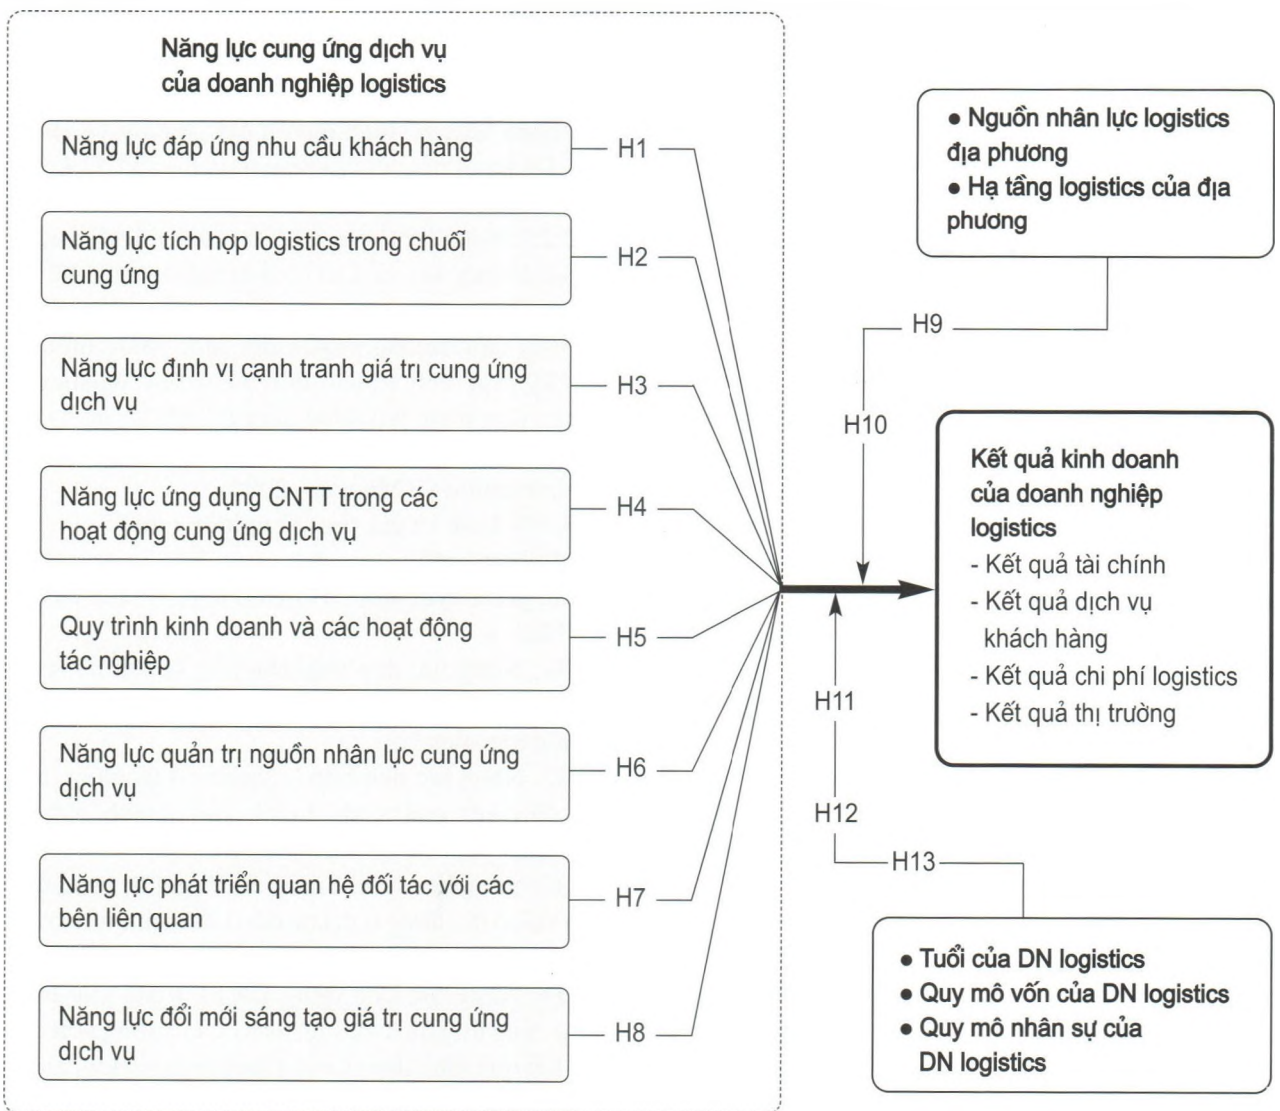 Năng lực cung ứng dịch vụ
của doanh nghiệp logistics
Năng lực đáp ứng nhu cầu khách hàng
H1
Năng lực tích hợp logistics trong chuỗi
cung ứng
H2
Năng lực định vị cạnh tranh giá trị cung ứng
dịch vụ
H3
Năng lực ứng dụng CNTT trong các
hoạt động cung ứng dịch vụ
H4
Quy trình kinh doanh và các hoạt động
tác nghiệp
H5
Năng lực quản trị nguồn nhân lực cung ứng
dịch vụ
H6
Năng lực phát triển quan hệ đối tác với các
bên liên quan
H7
Năng lực đổi mới sáng tạo giá trị cung ứng
dịch vụ
H8
● Nguồn nhân lực logistics
địa phương
● Hạ tầng logistics của địa
phương
H9
H10
Kết quả kinh doanh
của doanh nghiệp
logistics
- Kết quả tài chính
- Kết quả dịch vụ
khách hàng
- Kết quả chi phí logistics
- Kết quả thị trường
H11
H12
H13
● Tuổi của DN logistics
● Quy mô vốn của DN logistics
● Quy mô nhân sự của
DN logistics